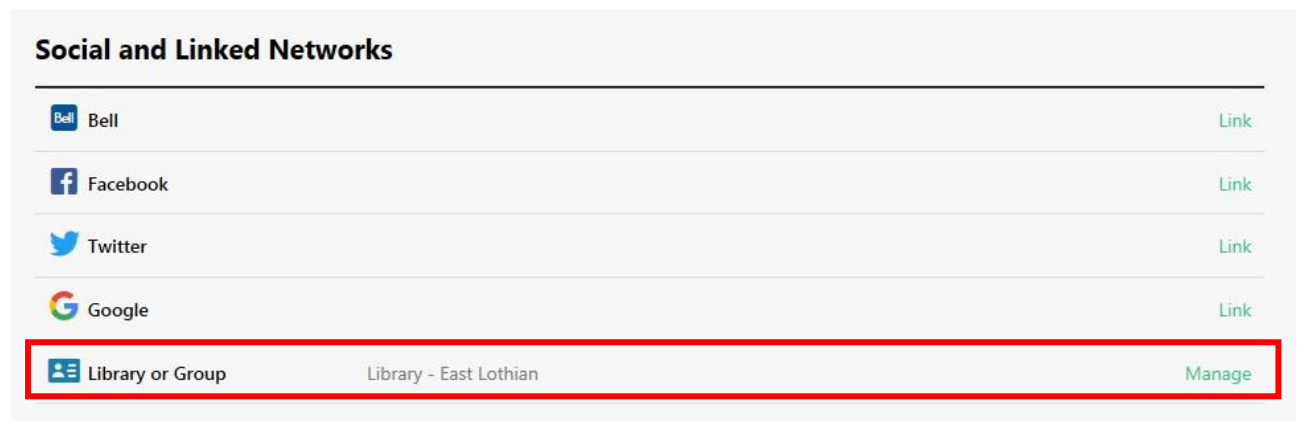 Social and Linked Networks
Bell Bell Link
Facebook Link
Twitter Link
Google Link
Library or Group Library - East Lothian Manage